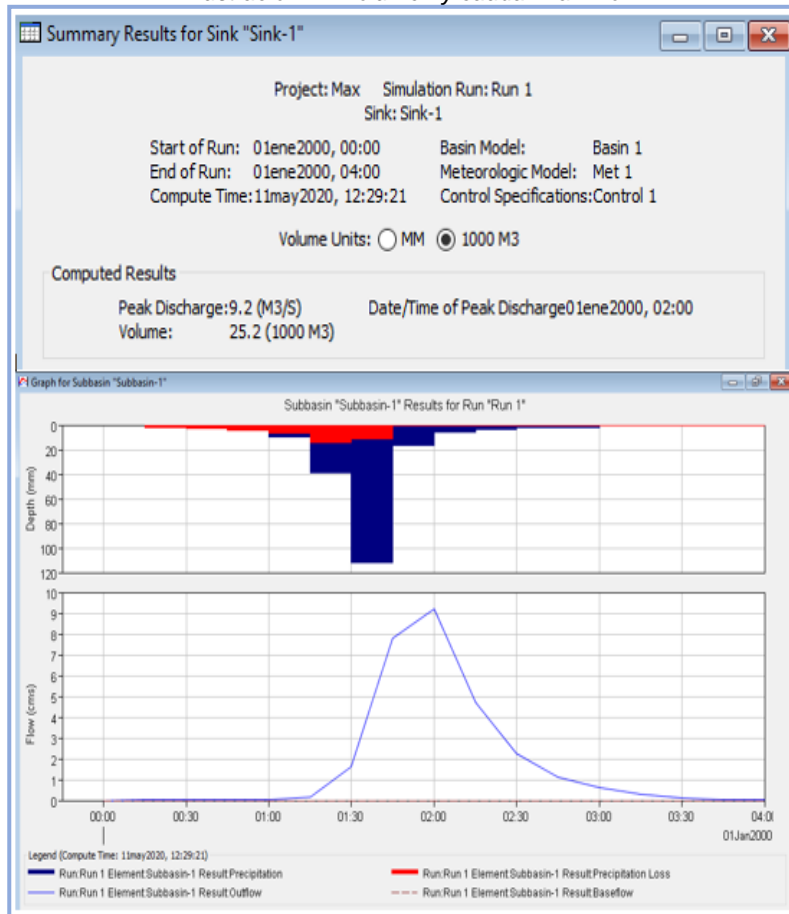 Summary Results for Sink "Sink-1"
Project: Max Simulation Run: Run 1
Sink: Sink-1
Start of Run: 01ene2000, 00:00 Basin Model: Basin 1
End of Run: 01ene2000, 04:00 Meteorologic Model: Met 1
Compute Time:11may2020, 12:29:21 Control Specifications:Control 1
Volume Units: MM 1000 M3
Computed Results
Peak Discharge:9.2 (M3/S) Date/Time of Peak Discharge01ene2000, 02:00
Volume: 25.2 (1000 M3)
Graph for Subbasin "Subbasin-1"
Subbasin "Subbasin-1" Results for Run "Run 1"
Depth (mm)
0
20
40
60
80
100
120
Flow (cms)
10
9
8
7
6
5
4
3
2
1
0
00:00 00:30 01:00 01:30 02:00 02:30 03:00 03:30 04:0
01Jan2000
Legend (Compute Time: 11may2020, 12:29:21)
Run:Run 1 Element:Subbasin-1 Result:Precipitation Run:Run 1 Element:Subbasin-1 Result:Precipitation Loss
Run:Run 1 Element:Subbasin-1 Result:Outflow Run:Run 1 Element:Subbasin-1 Result:Baseflow